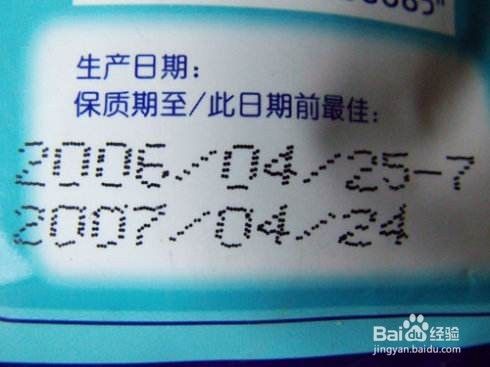 生产日期：
保质期至/此日期前最佳：
2006/04/25-7
2007/04/24
Baidu经验
jingyan.baidu.com